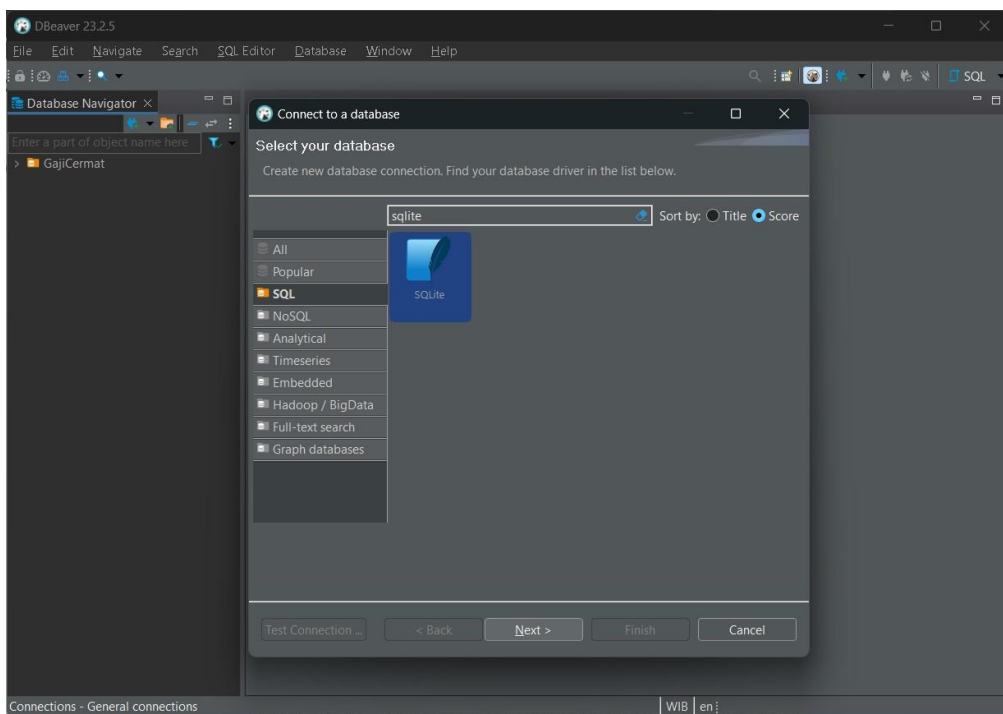 DBeaver 23.2.5
File Edit Navigate Search SQL Editor Database Window Help
SQL
Database Navigator
Enter a part of object name here
GajiCermat
Connect to a database
Select your database
Create new database connection. Find your database driver in the list below.
sqlite Sort by: Title Score
All
Popular
SQL
NoSQL
Analytical
Timeseries
Embedded
Hadoop / BigData
Full-text search
Graph databases
SQLite
Test Connection ... < Back Next > Finish Cancel
Connections - General connections WIB en